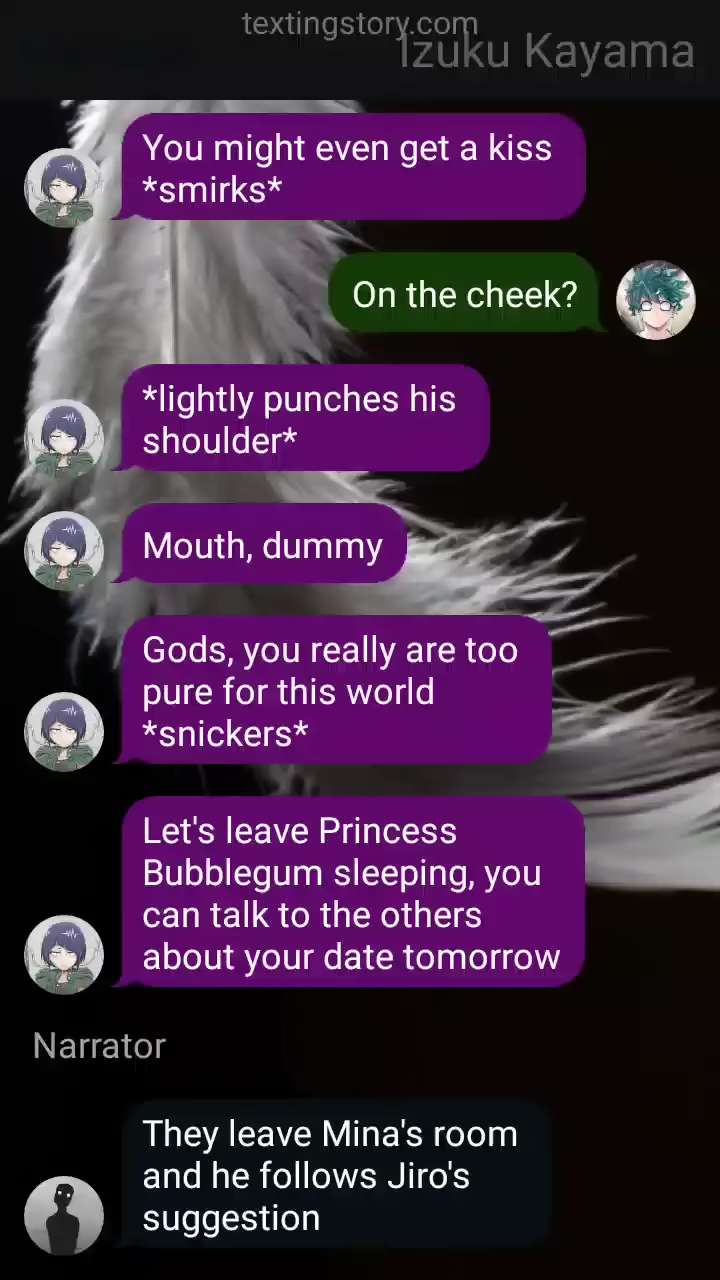 textingstory.com
Izuku Kayama
You might even get a kiss
*smirks*
On the cheek?
*lightly punches his
shoulder*
Mouth, dummy
Gods, you really are too
pure for this world
*snickers*
Let's leave Princess
Bubblegum sleeping, you
can talk to the others
about your date tomorrow
Narrator
They leave Mina's room
and he follows Jiro's
suggestion